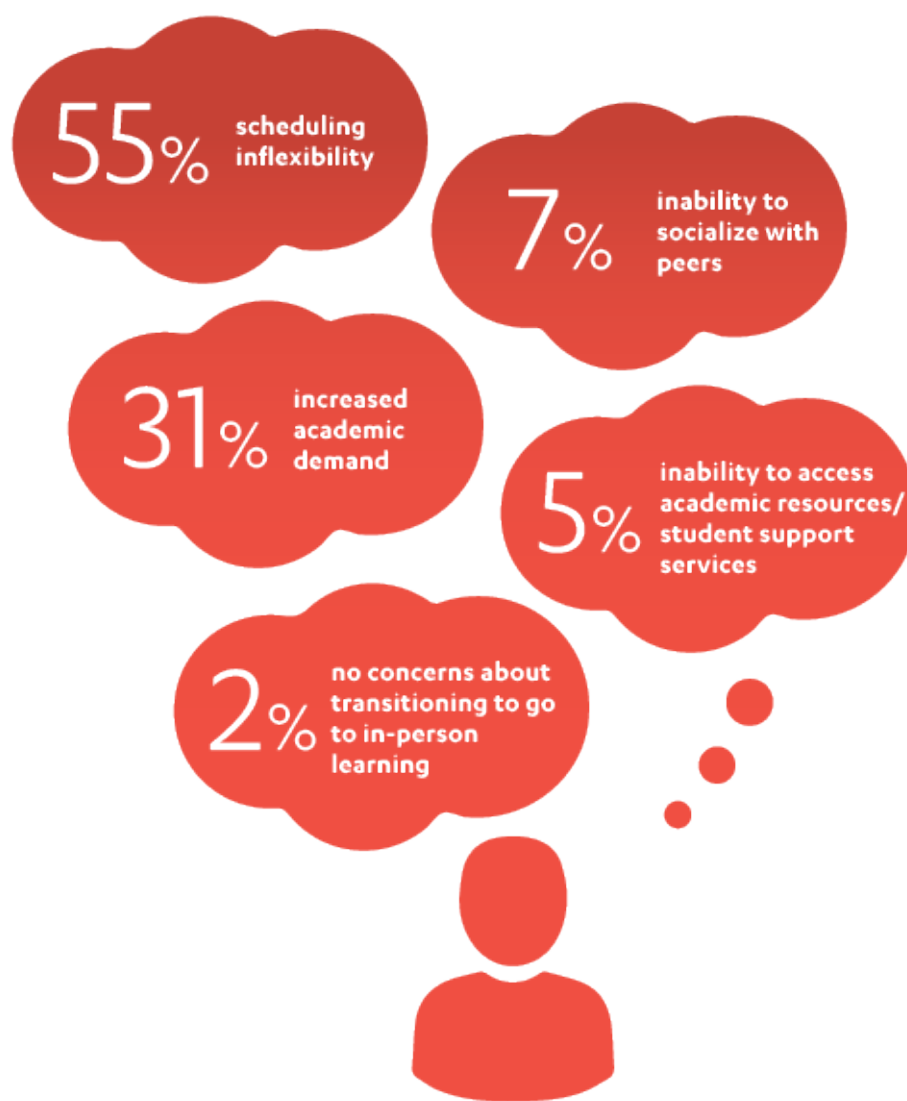 55% scheduling
inflexibility
7% inability to
socialize with
peers
31% increased
academic
demand
5% inability to access
academic resources/
student support
services
2% no concerns about
transitioning to go
to in-person
learning